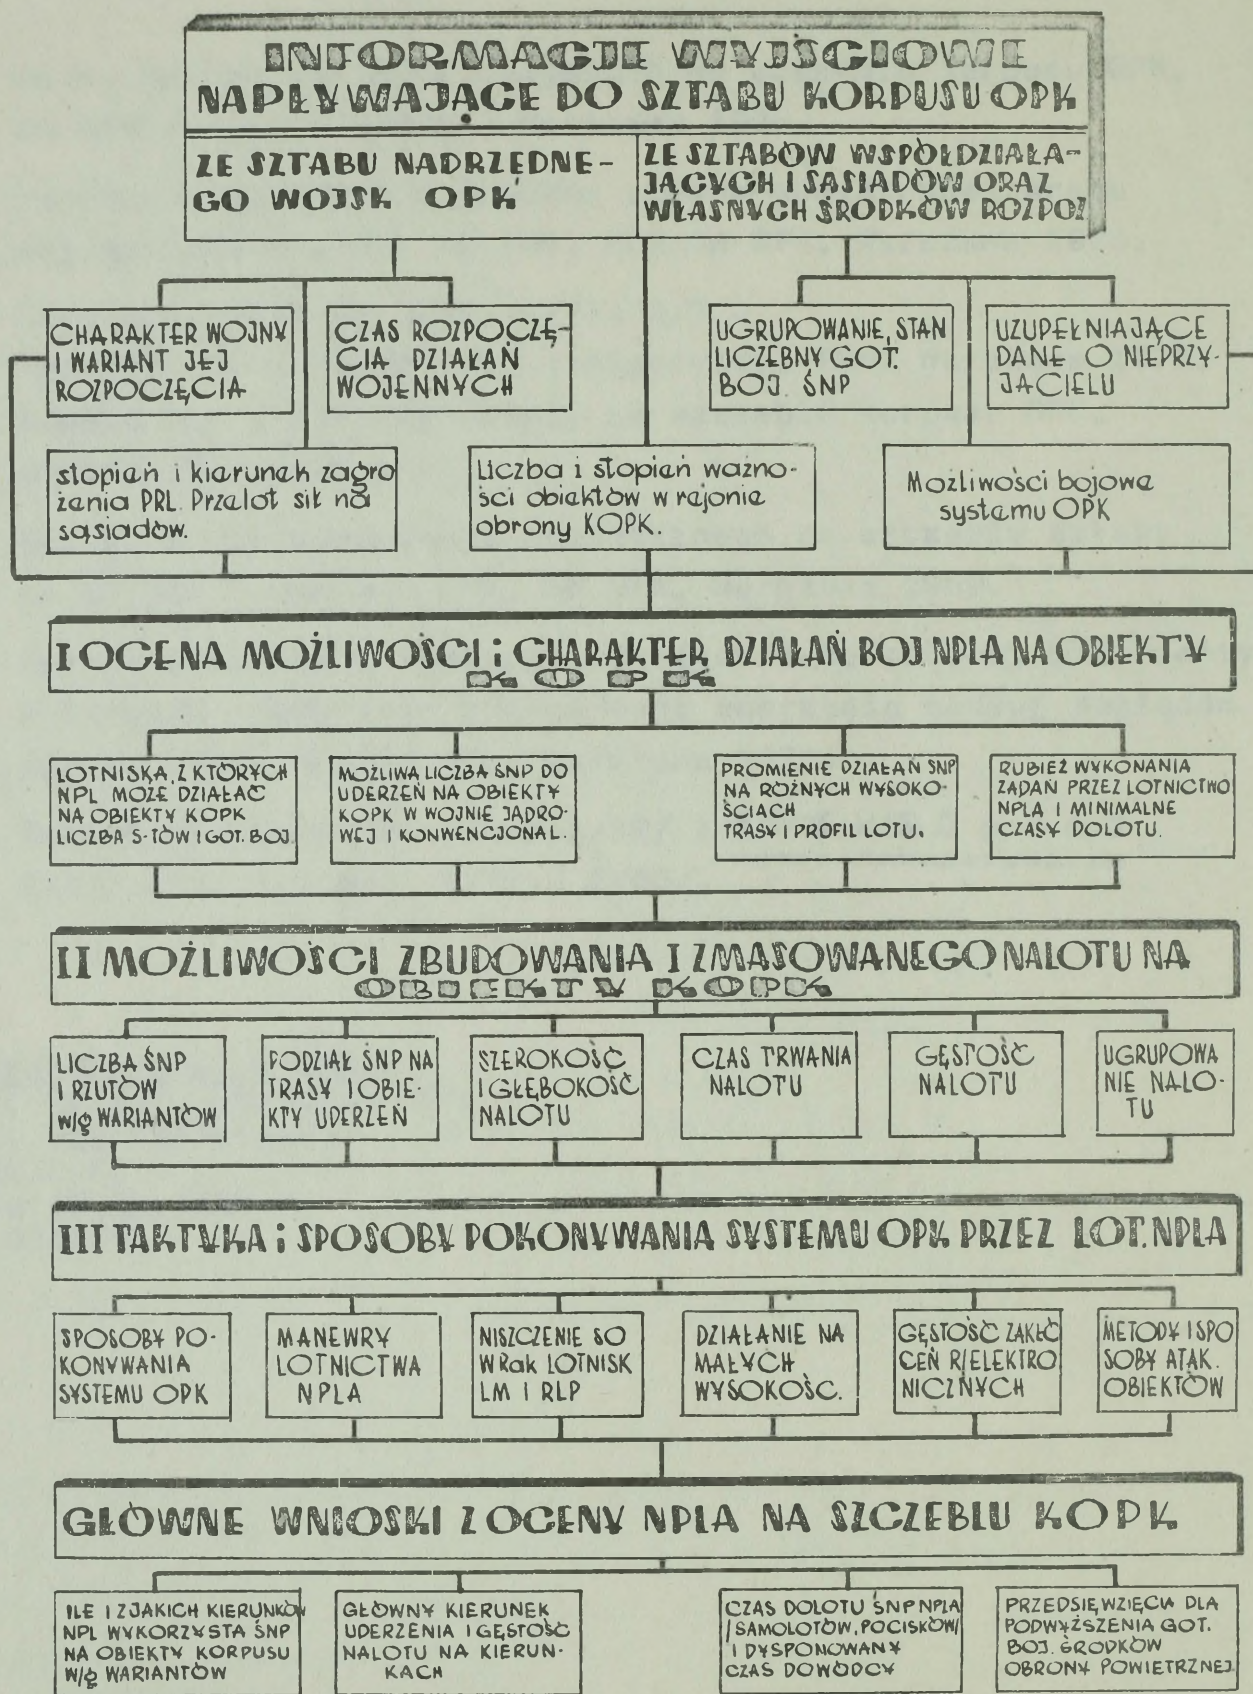 INFORMACJE WYJŚCIOWE
NAPŁYWAJĄCE DO SZTABU KORPUSU OPK
ZE SZTABU NADRZĘDNE-
GO WOJSK OPK
ZE SZTABÓW WSPÓŁDZIAŁA-
JĄCYCH I SĄSIADÓW ORAZ
WŁASNYCH ŚRODKÓW ROZPOZ
CHARAKTER WOJNY
I WARIANT JEJ
ROZPOCZĘCIA
CZAS ROZPOCZĘ-
CIA DZIAŁAŃ
WOJENNYCH
UGRUPOWANIE, STAN
LICZEBNY GOT.
BOJ. ŚNP
UZUPEŁNIAJĄCE
DANE O NIEPRZY-
JACIELU
stopień i kierunek zagro
żenia PRL. Przelot sił na
sąsiadów.
Liczba i stopień ważno-
ści obiektów w rejonie
obrony KOPK.
Możliwości bojowe
systemu OPK
I OCENA MOŻLIWOŚCI i CHARAKTER DZIAŁAŃ BOJ NPLA NA OBIEKTY
KOPK
LOTNISKA, Z KTÓRYCH
NPL MOŻE DZIAŁAĆ
NA OBIEKTY KOPK
LICZBA S-TÓW I GOT. BOJ.
MOŻLIWA LICZBA ŚNP DO
UDERZEŃ NA OBIEKTY
KOPK W WOJNIE JĄDRO-
WEJ I KONWENCJONAL.
PROMIENIE DZIAŁAŃ ŚNP
NA RÓŻNYCH WYSOKO-
ŚCIACH
TRASY I PROFIL LOTU.
RUBIEŻ WYKONANIA
ZADAŃ PRZEZ LOTNICTWO
NPLA I MINIMALNE
CZASY DOLOTU.
II MOŻLIWOŚCI ZBUDOWANIA I ZMASOWANEGO NALOTU NA
OBIEKTY KOPK
LICZBA ŚNP
I RZUTÓW
w/g WARIANTÓW
PODZIAŁ ŚNP NA
TRASY I OBIE-
KTY UDERZEŃ
SZEROKOŚĆ
I GŁĘBOKOŚĆ
NALOTU
CZAS TRWANIA
NALOTU
GĘSTOŚĆ
NALOTU
UGRUPOWA
NIE NALO-
TU
III TAKTYKA i SPOSOBY POKONYWANIA SYSTEMU OPK PRZEZ LOT. NPLA
SPOSOBY PO-
KONYWANIA
SYSTEMU OPK
MANEWRY
LOTNICTWA
NPLA
NISZCZENIE SO
W Rak LOTNISK
LM I RLP
DZIAŁANIE NA
MAŁYCH
WYSOKOŚC.
GĘSTOŚĆ ZAKŁÓ
CEŃ R/ELEKTRO
NICZNYCH
METODY I SPO
SOBY ATAK.
OBIEKTÓW
GŁÓWNE WNIOSKI Z OCENY NPLA NA SZCZEBLU KOPK
ILE I Z JAKICH KIERUNKÓW
NPL WYKORZYSTA ŚNP
NA OBIEKTY KORPUSU
W/g WARIANTÓW
GŁÓWNY KIERUNEK
UDERZENIA I GĘSTOŚĆ
NALOTU NA KIERUN-
KACH
CZAS DOLOTU ŚNP NPLA
/SAMOLOTÓW, POCISKÓW/
I DYSPONOWANY
CZAS DOWÓDCY
PRZEDSIĘWZIĘCIA DLA
PODWYŻSZENIA GOT.
BOJ. ŚRODKÓW
OBRONY POWIETRZNEJ